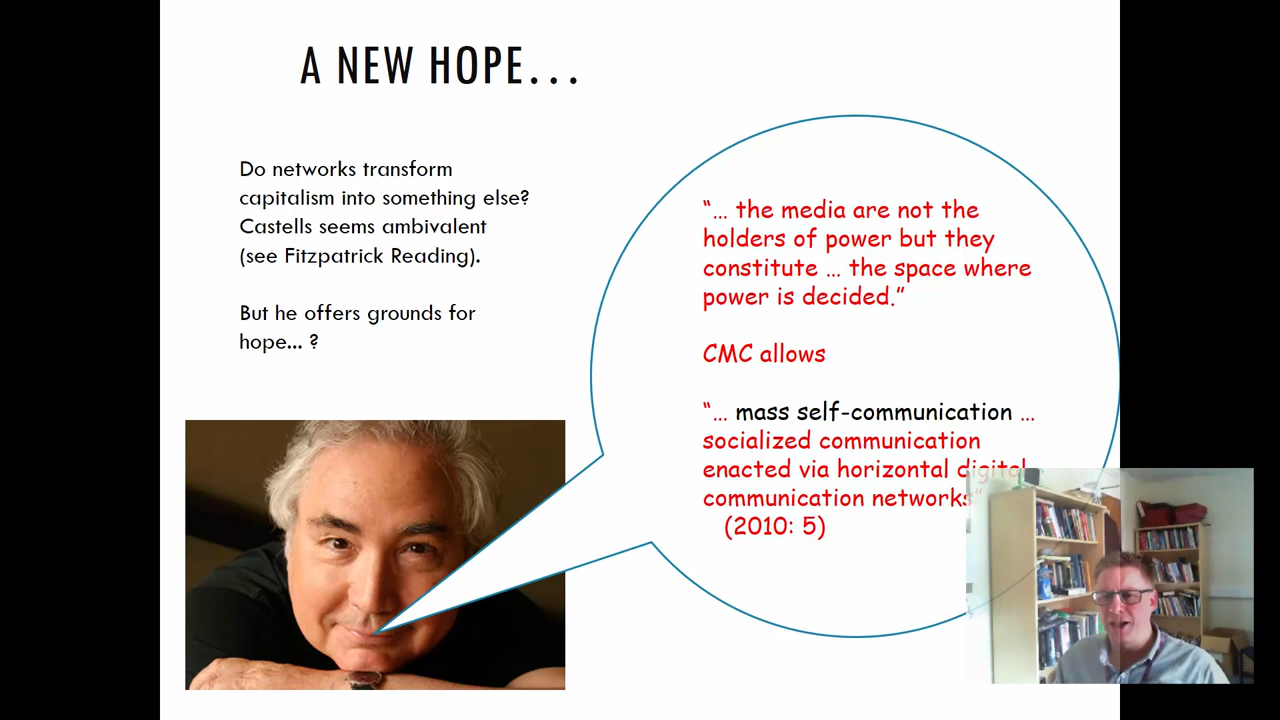 A NEW HOPE...
Do networks transform
capitalism into something else?
Castells seems ambivalent
(see Fitzpatrick Reading).
But he offers grounds for
hope... ?
“... the media are not the
holders of power but they
constitute ... the space where
power is decided.”
CMC allows
“... mass self-communication ...
socialized communication
enacted via horizontal digital
communication networks”
(2010: 5)